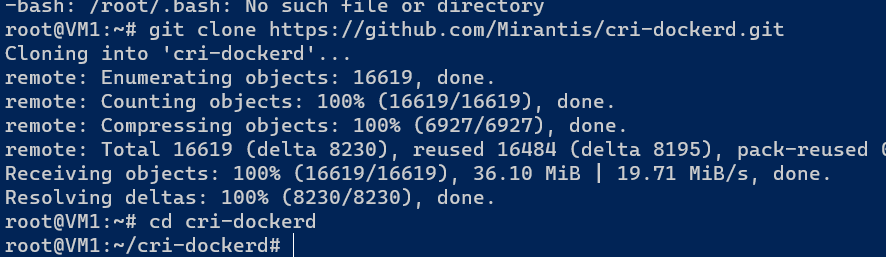 -bash: /root/.bash: No such file or directory
root@VM1:~# git clone https://github.com/Mirantis/cri-dockerd.git
Cloning into 'cri-dockerd'...
remote: Enumerating objects: 16619, done.
remote: Counting objects: 100% (16619/16619), done.
remote: Compressing objects: 100% (6927/6927), done.
remote: Total 16619 (delta 8230), reused 16484 (delta 8195), pack-reused 0
Receiving objects: 100% (16619/16619), 36.10 MiB | 19.71 MiB/s, done.
Resolving deltas: 100% (8230/8230), done.
root@VM1:~# cd cri-dockerd
root@VM1:~/cri-dockerd#